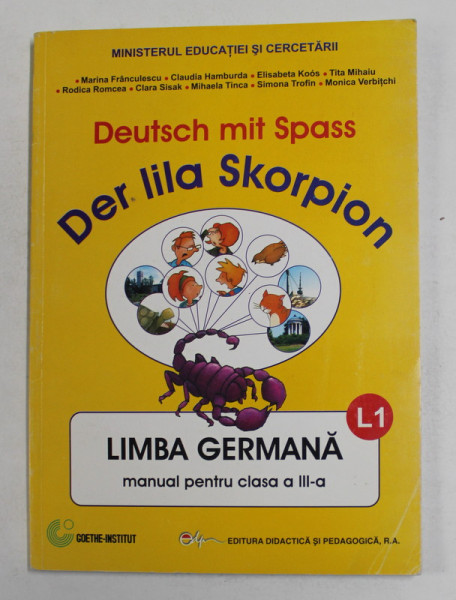 MINISTERUL EDUCAȚIEI ȘI CERCETĂRII
• Marina Frânculescu • Claudia Hamburda • Elisabeta Koós • Tita Mihaiu
• Rodica Romcea • Clara Sisak • Mihaela Tinca • Simona Trofin • Monica Verbițchi
Deutsch mit Spass
Der lila Skorpion
L1
LIMBA GERMANĂ
manual pentru clasa a III-a
GOETHE-INSTITUT
EDITURA DIDACTICĂ ȘI PEDAGOGICĂ, R.A.